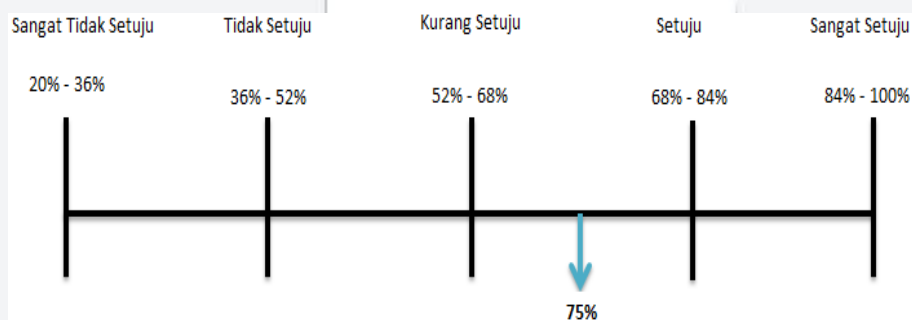 Sangat Tidak Setuju Tidak Setuju Kurang Setuju Setuju Sangat Setuju
20% - 36% 36% - 52% 52% - 68% 68% - 84% 84% - 100%
75%